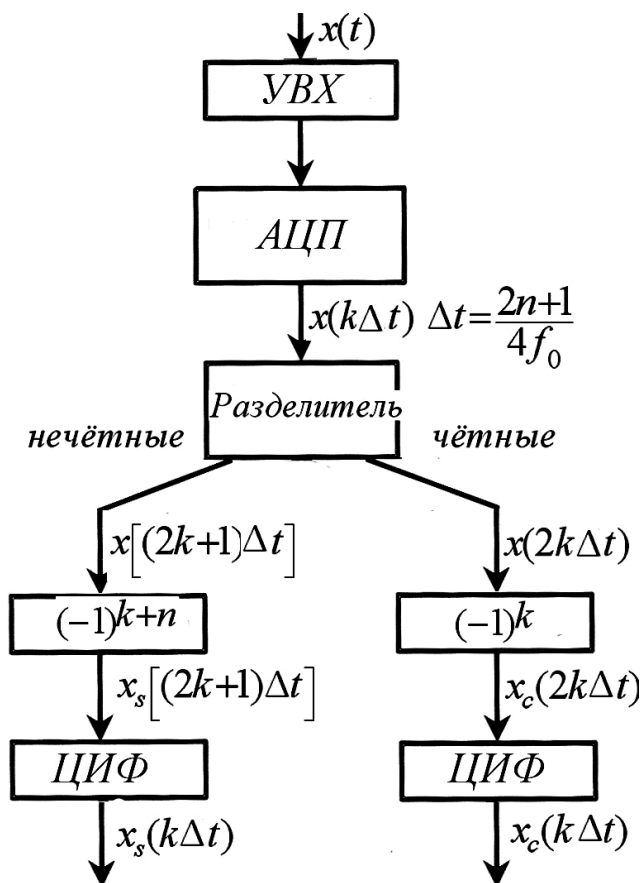 x(t)
УВХ
АЦП
x(kΔt) Δt=(2n+1)/(4f₀)
Разделитель
нечётные чётные
x[(2k+1)Δt] x(2kΔt)
(−1)^{k+n} (−1)^k
x_s[(2k+1)Δt] x_c(2kΔt)
ЦИФ ЦИФ
x_s(kΔt) x_c(kΔt)